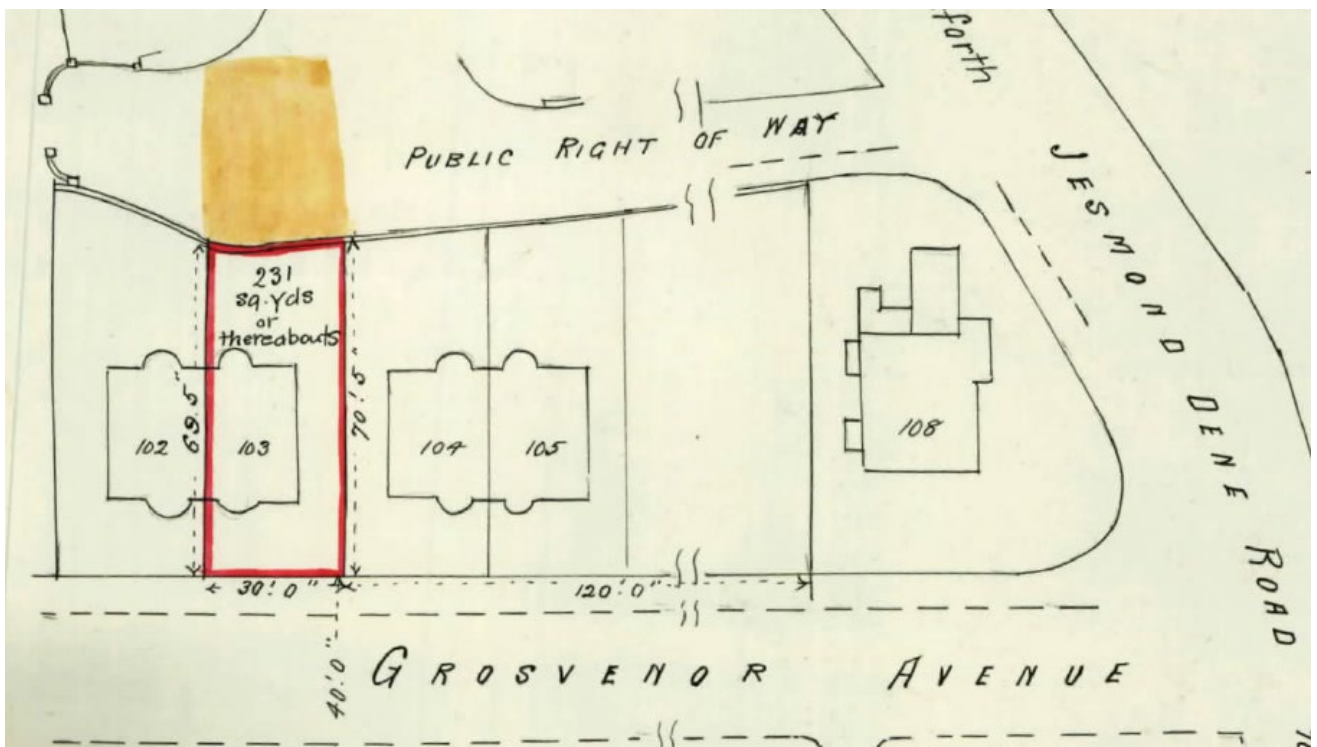 forth
PUBLIC RIGHT OF WAY
JESMOND DENE ROAD
231
sq. yds
or
thereabouts
69.5"
70'.5"
102
103
104
105
108
30'.0"
120'.0"
40'.0"
GROSVENOR AVENUE